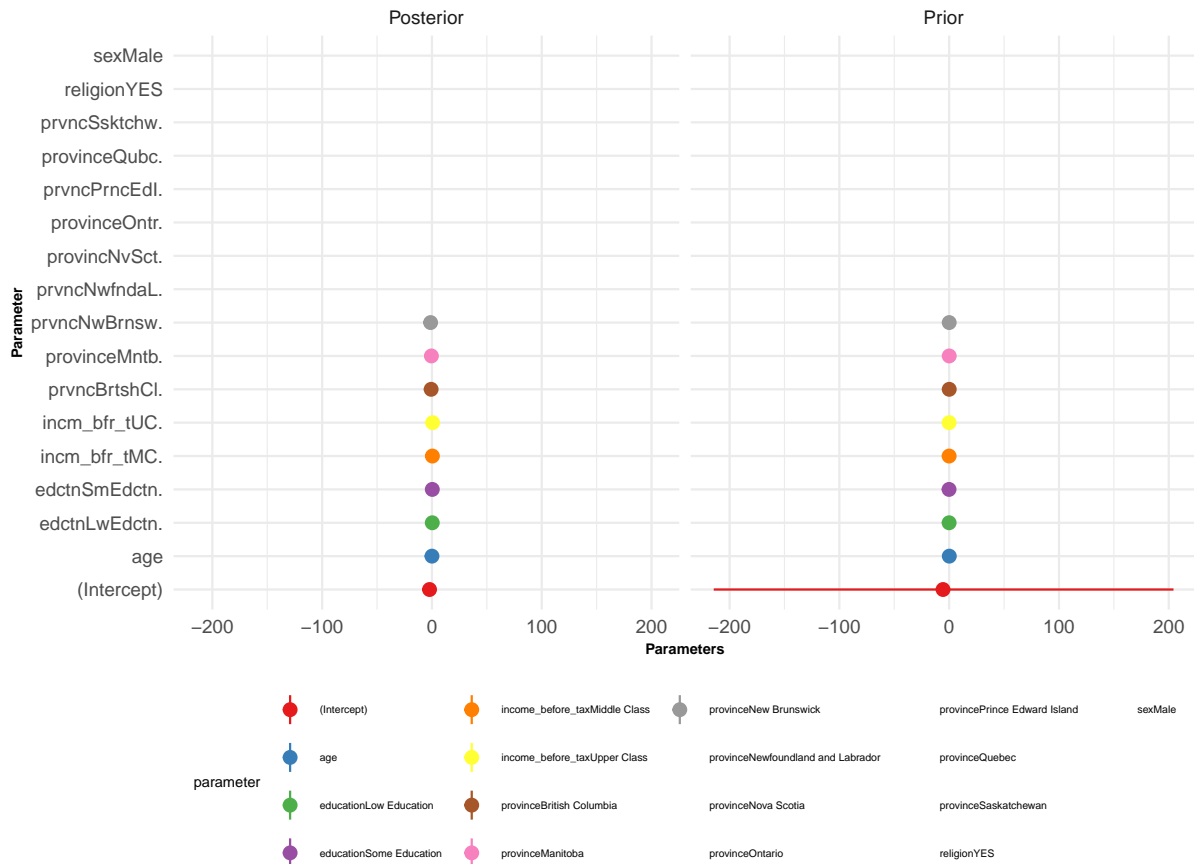 Posterior Prior
sexMale
religionYES
prvncSsktchw.
provinceQubc.
prvncPrncEdI.
provinceOntr.
provincNvSct.
prvncNwfndaL.
prvncNwBrnsw.
provinceMntb.
prvncBrtshCl.
incm_bfr_tUC.
incm_bfr_tMC.
edctnSmEdctn.
edctnLwEdctn.
age
(Intercept)
Parameter
−200 −100 0 100 200 −200 −100 0 100 200
Parameters
parameter
(Intercept) income_before_taxMiddle Class provinceNew Brunswick provincePrince Edward Island sexMale
age income_before_taxUpper Class provinceNewfoundland and Labrador provinceQuebec
educationLow Education provinceBritish Columbia provinceNova Scotia provinceSaskatchewan
educationSome Education provinceManitoba provinceOntario religionYES